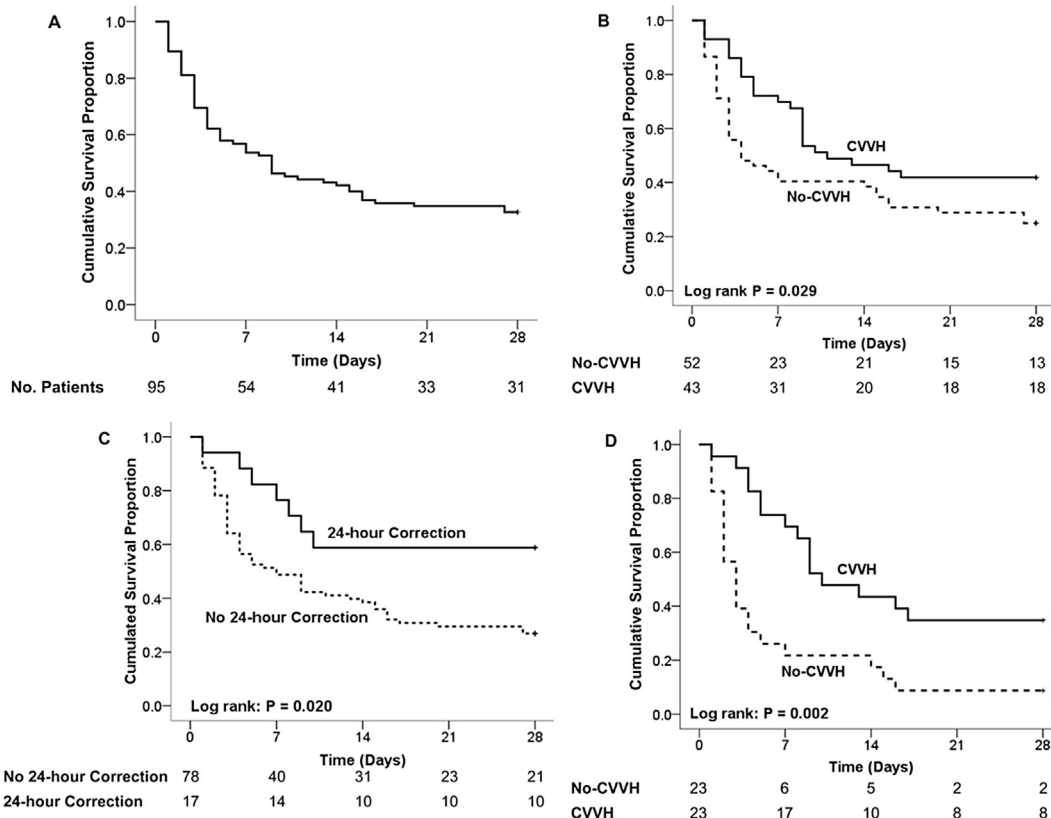 A
Cumulative Survival Proportion
1.0
0.8
0.6
0.4
0.2
0.0
0 7 14 21 28
Time (Days)
No. Patients 95 54 41 33 31
B
Cumulative Survival Proportion
1.0
0.8
0.6
0.4
0.2
0.0
CVVH
No-CVVH
Log rank P = 0.029
0 7 14 21 28
Time (Days)
No-CVVH 52 23 21 15 13
CVVH 43 31 20 18 18
C
Cumulated Survival Proportion
1.0
0.8
0.6
0.4
0.2
0.0
24-hour Correction
No 24-hour Correction
Log rank: P = 0.020
0 7 14 21 28
Time (Days)
No 24-hour Correction 78 40 31 23 21
24-hour Correction 17 14 10 10 10
D
Cumulative Survival Proportion
1.0
0.8
0.6
0.4
0.2
0.0
CVVH
No-CVVH
Log rank: P = 0.002
0 7 14 21 28
Time (Days)
No-CVVH 23 6 5 2 2
CVVH 23 17 10 8 8